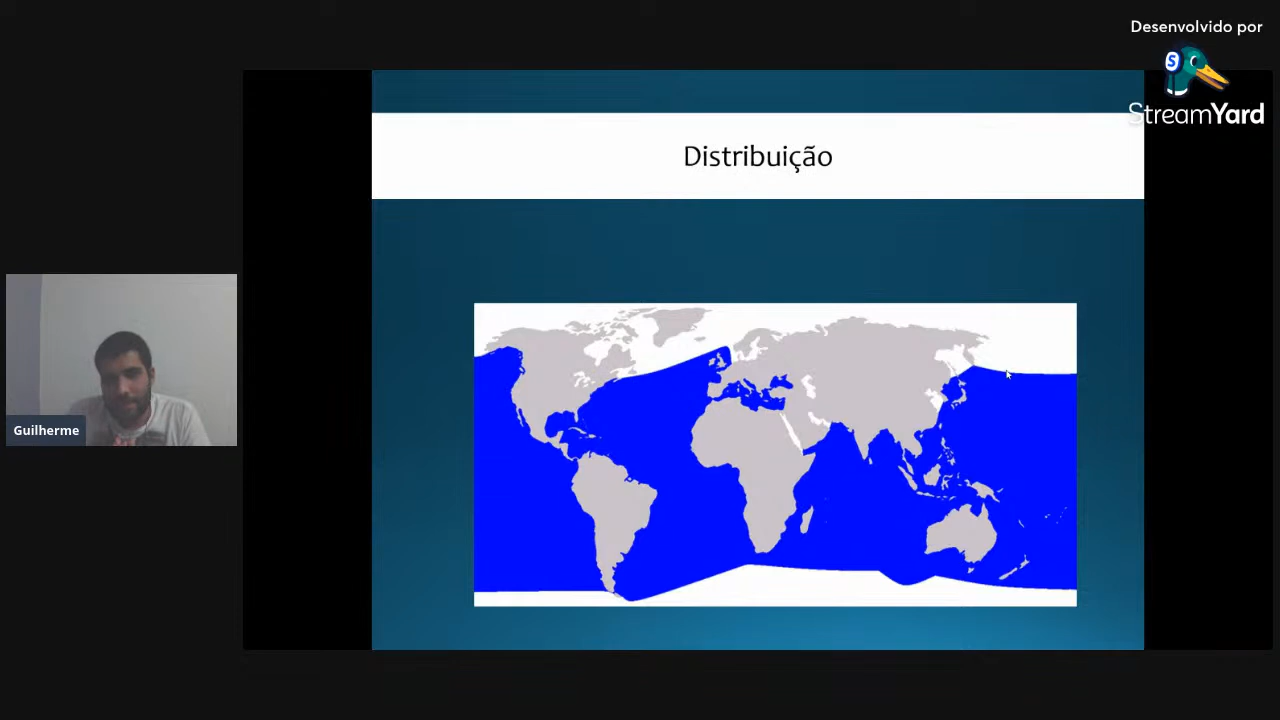 Desenvolvido por
S
StreamYard
Distribuição
Guilherme